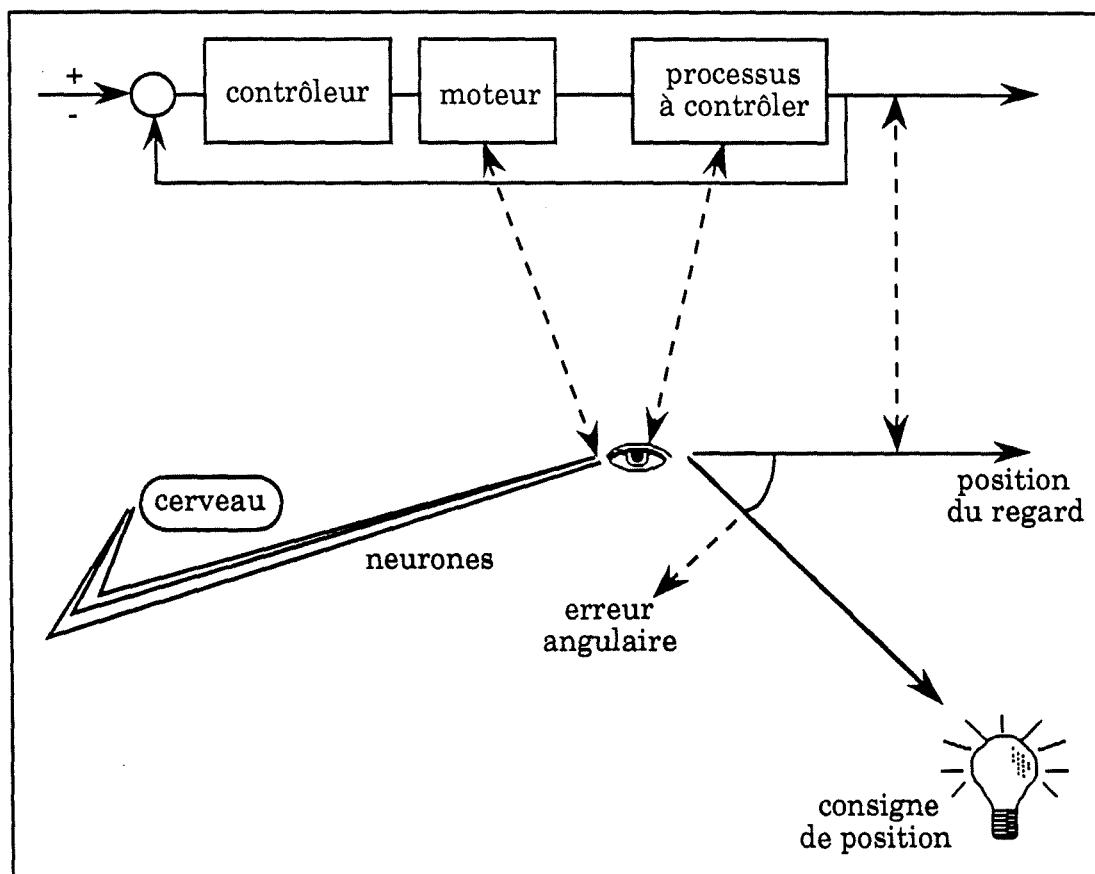 +
-
contrôleur
moteur
processus
à contrôler
cerveau
neurones
position
du regard
erreur
angulaire
consigne
de position